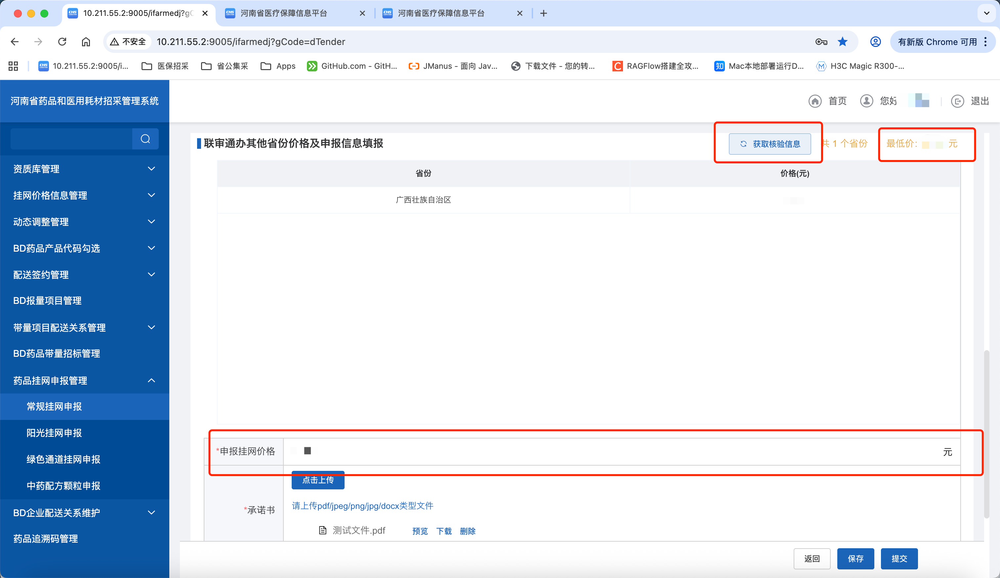 10.211.55.2:9005/ifarmedj?gC
河南省医疗保障信息平台
河南省医疗保障信息平台
不安全
10.211.55.2:9005/ifarmedj?gCode=dTender
有新版 Chrome 可用
10.211.55.2:9005/i...
医保招采
省公集采
Apps
GitHub.com - GitH...
JManus - 面向 Jav...
下载文件 - 您的转...
RAGFlow搭建全攻...
知
Mac本地部署运行D...
H3C Magic R300-...
河南省药品和医用耗材招采管理系统
首页
您好
退出
资质库管理
挂网价格信息管理
动态调整管理
BD药品产品代码勾选
配送签约管理
BD报量项目管理
带量项目配送关系管理
BD药品带量招标管理
药品挂网申报管理
常规挂网申报
阳光挂网申报
绿色通道挂网申报
中药配方颗粒申报
BD企业配送关系维护
药品追溯码管理
联审通办其他省份价格及申报信息填报
获取核验信息
共 1 个省份
最低价: 元
省份
价格(元)
广西壮族自治区
*申报挂网价格
元
点击上传
*承诺书
请上传pdf/jpeg/png/jpg/docx类型文件
测试文件.pdf
预览 下载 删除
返回
保存
提交